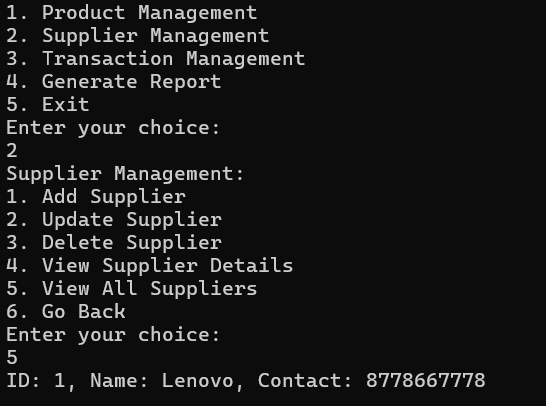 1. Product Management
2. Supplier Management
3. Transaction Management
4. Generate Report
5. Exit
Enter your choice:
2
Supplier Management:
1. Add Supplier
2. Update Supplier
3. Delete Supplier
4. View Supplier Details
5. View All Suppliers
6. Go Back
Enter your choice:
5
ID: 1, Name: Lenovo, Contact: 8778667778